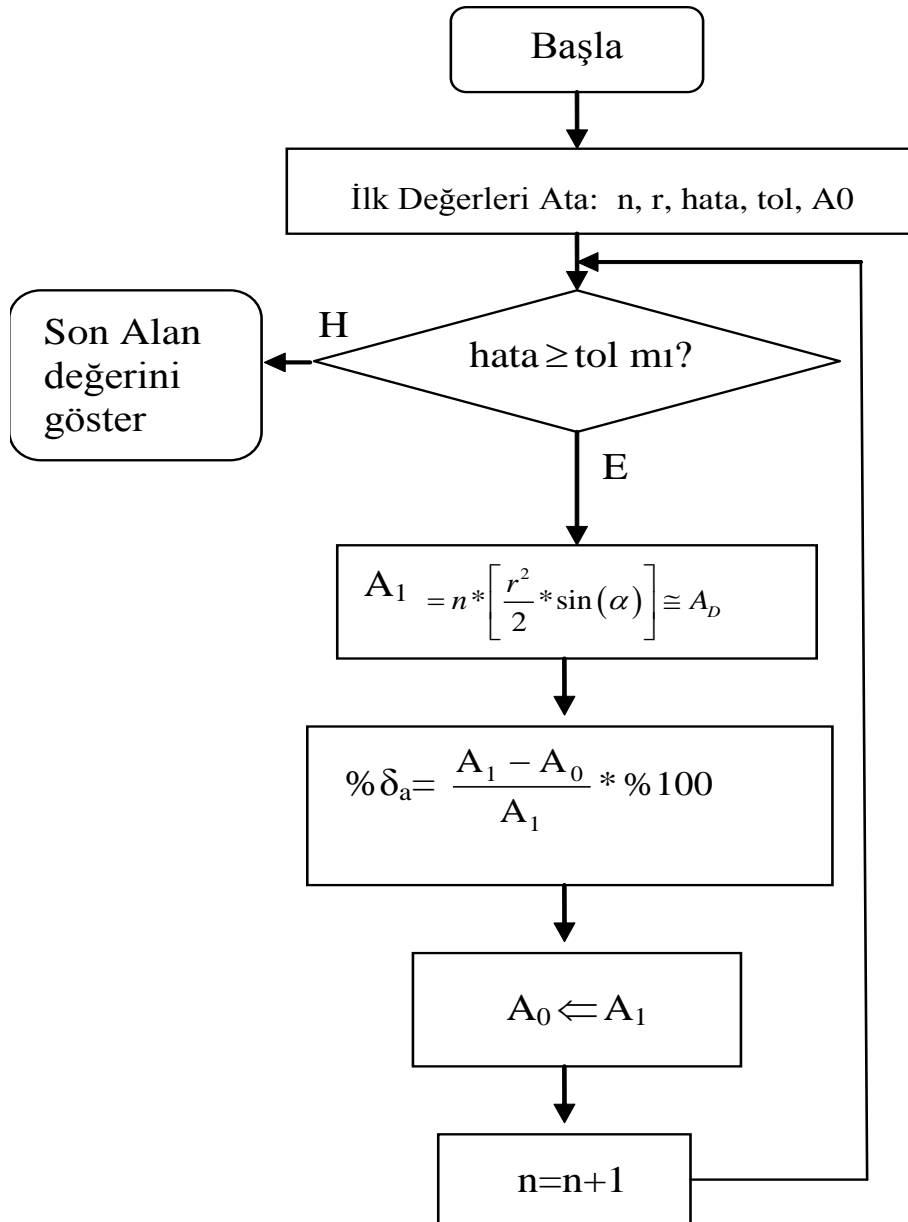 Başla
İlk Değerleri Ata: n, r, hata, tol, A0
H
Son Alan
değerini
göster
hata ≥ tol mı?
E
A₁ = n*[r²/2 * sin(α)] ≅ A_D
%δₐ= (A₁ − A₀)/A₁ * %100
A₀ ⇐ A₁
n=n+1